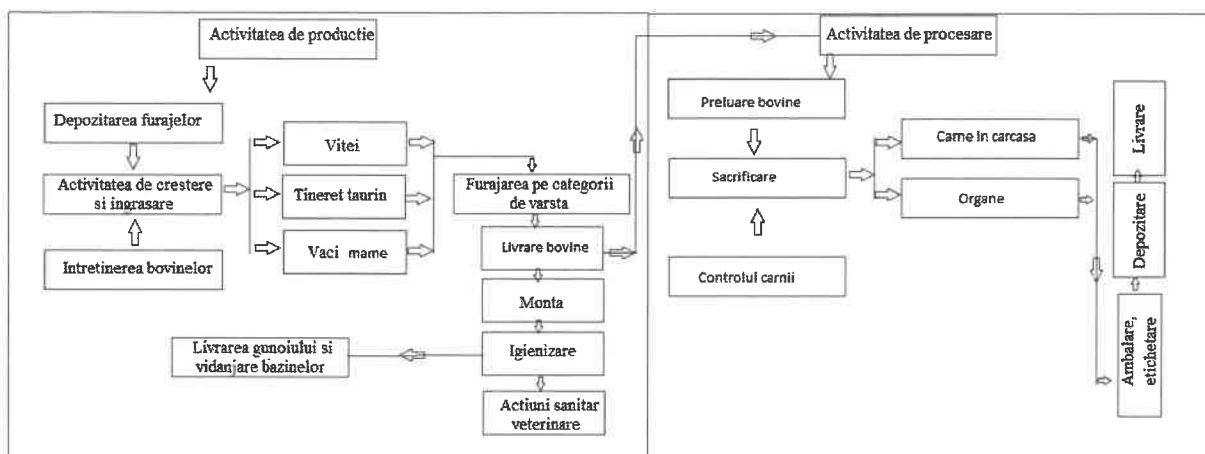 Activitatea de productie
Depozitarea furajelor
Activitatea de crestere
si ingrasare
Intretinerea bovinelor
Vitei
Tineret taurin
Vaci mame
Furajarea pe categorii
de varsta
Livrare bovine
Monta
Igienizare
Livrarea gunoiului si
vidanjare bazinelor
Actiuni sanitar
veterinare
Activitatea de procesare
Preluare bovine
Sacrificare
Controlul carnii
Carne in carcasa
Organe
Ambalare,
etichetare
Depozitare
Livrare